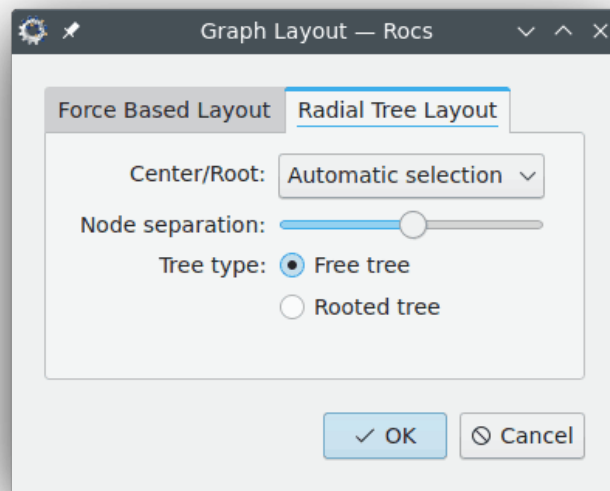 Graph Layout — Rocs
Force Based Layout Radial Tree Layout
Center/Root: Automatic selection
Node separation:
Tree type: Free tree
Rooted tree
OK Cancel